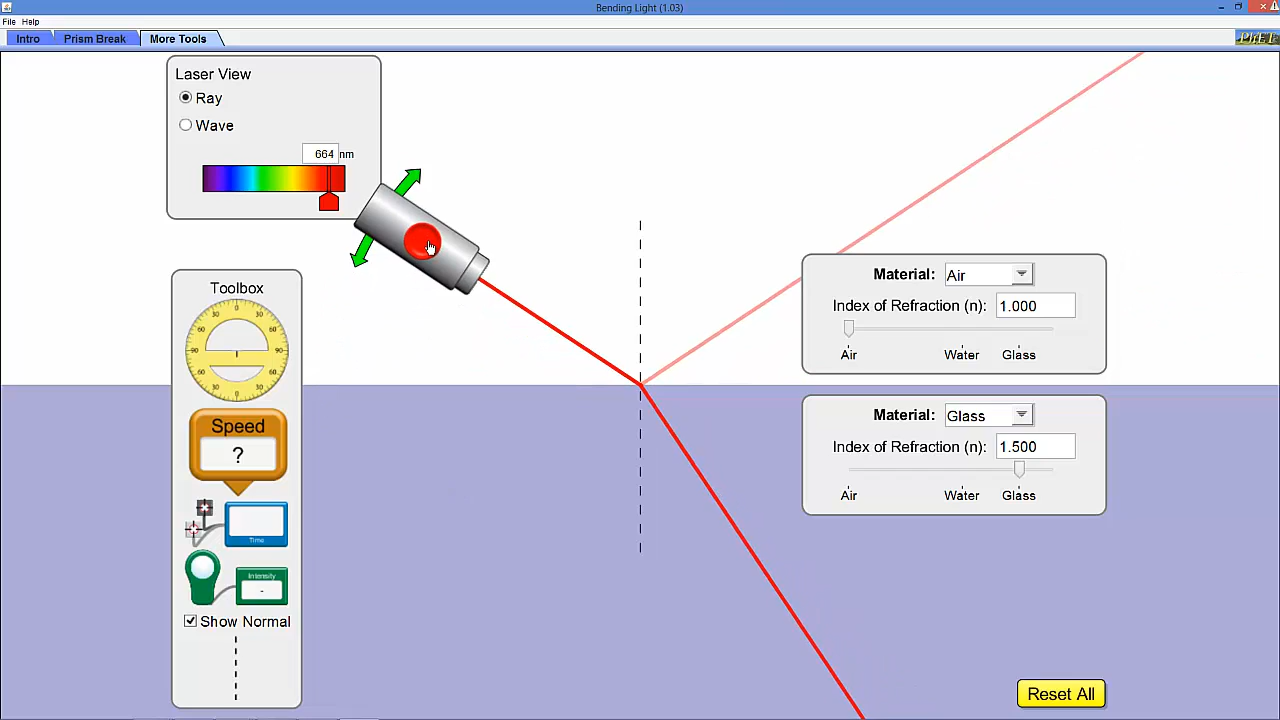 Bending Light (1.03)
File Help
Intro Prism Break More Tools
PhET
Laser View
Ray
Wave
664 nm
Toolbox
Speed
?
Time
Intensity
-
Show Normal
Material: Air
Index of Refraction (n): 1.000
Air Water Glass
Material: Glass
Index of Refraction (n): 1.500
Air Water Glass
Reset All